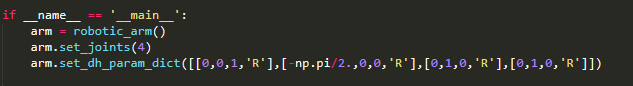 if __name__ == '__main__':
    arm = robotic_arm()
    arm.set_joints(4)
    arm.set_dh_param_dict([[0,0,1,'R'],[-np.pi/2.,0,0,'R'],[0,1,0,'R'],[0,1,0,'R']])